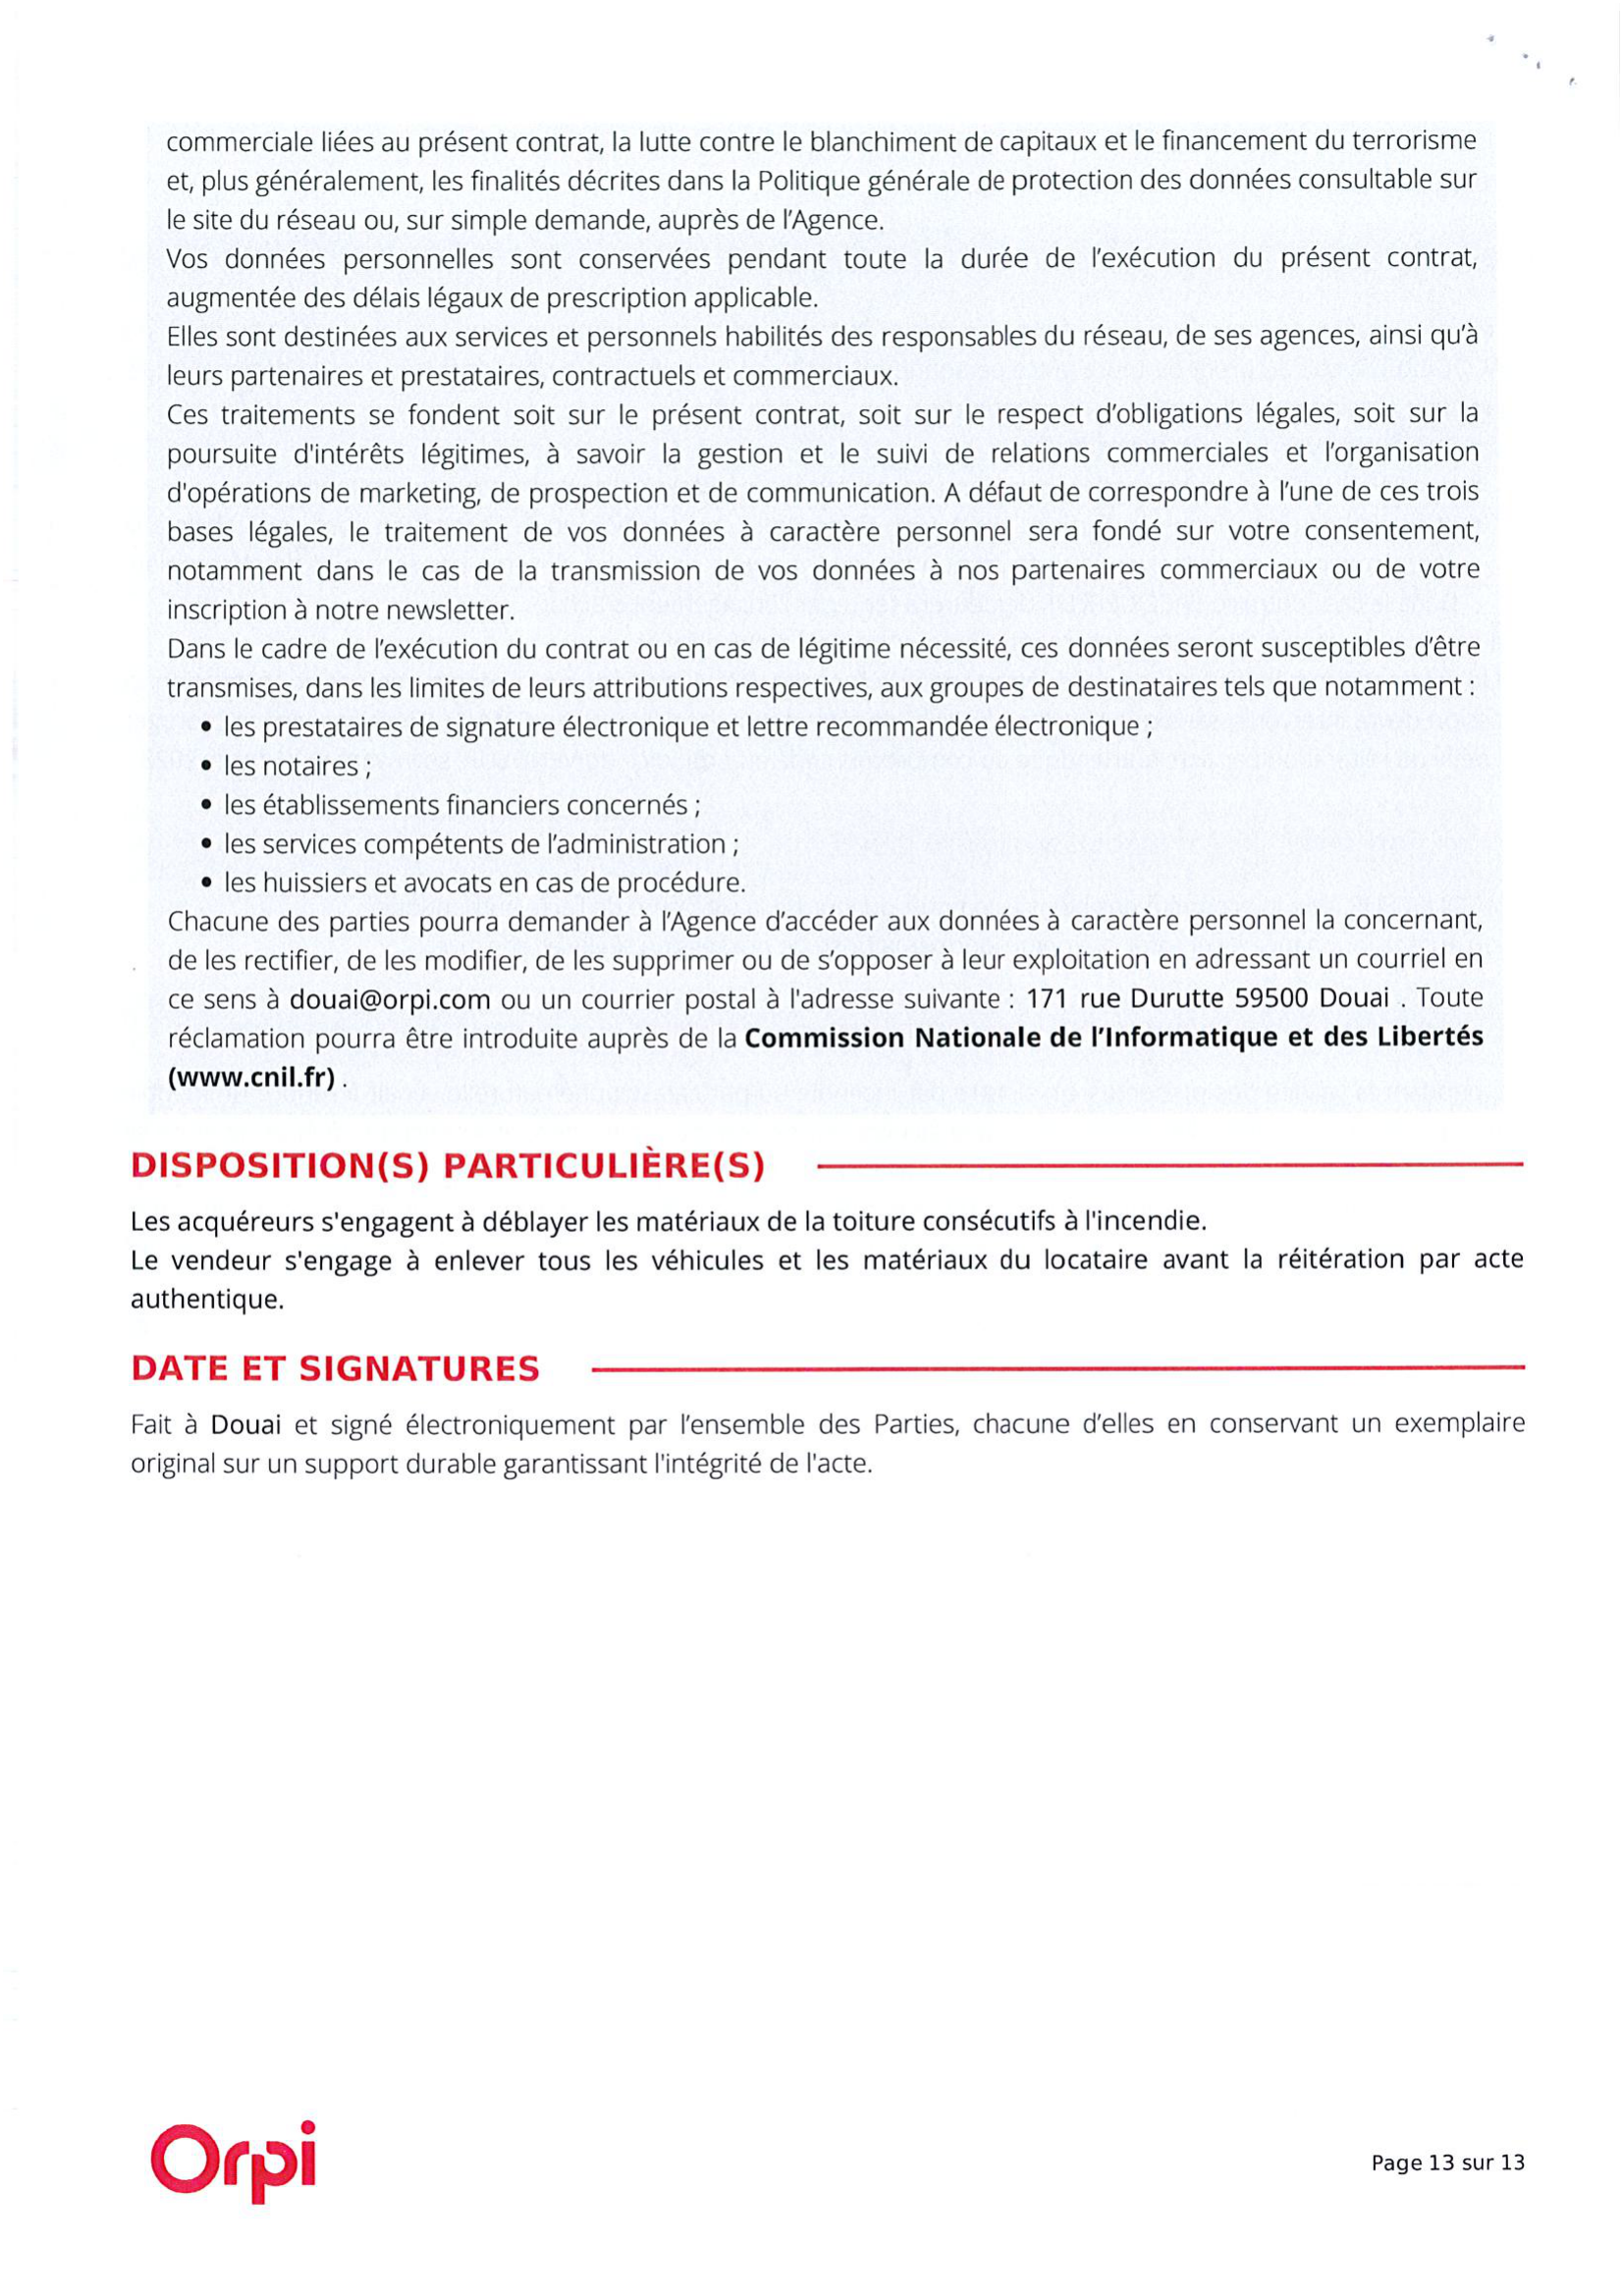 commerciale liées au présent contrat, la lutte contre le blanchiment de capitaux et le financement du terrorisme
et, plus généralement, les finalités décrites dans la Politique générale de protection des données consultable sur
le site du réseau ou, sur simple demande, auprès de l’Agence.
Vos données personnelles sont conservées pendant toute la durée de l’exécution du présent contrat,
augmentée des délais légaux de prescription applicable.
Elles sont destinées aux services et personnels habilités des responsables du réseau, de ses agences, ainsi qu’à
leurs partenaires et prestataires, contractuels et commerciaux.
Ces traitements se fondent soit sur le présent contrat, soit sur le respect d’obligations légales, soit sur la
poursuite d'intérêts légitimes, à savoir la gestion et le suivi de relations commerciales et l’organisation
d'opérations de marketing, de prospection et de communication. A défaut de correspondre à l’une de ces trois
bases légales, le traitement de vos données à caractère personnel sera fondé sur votre consentement,
notamment dans le cas de la transmission de vos données à nos partenaires commerciaux ou de votre
inscription à notre newsletter.
Dans le cadre de l’exécution du contrat ou en cas de légitime nécessité, ces données seront susceptibles d’être
transmises, dans les limites de leurs attributions respectives, aux groupes de destinataires tels que notamment :
• les prestataires de signature électronique et lettre recommandée électronique ;
• les notaires ;
• les établissements financiers concernés ;
• les services compétents de l’administration ;
• les huissiers et avocats en cas de procédure.
Chacune des parties pourra demander à l’Agence d’accéder aux données à caractère personnel la concernant,
de les rectifier, de les modifier, de les supprimer ou de s’opposer à leur exploitation en adressant un courriel en
ce sens à douai@orpi.com ou un courrier postal à l'adresse suivante : 171 rue Durutte 59500 Douai . Toute
réclamation pourra être introduite auprès de la Commission Nationale de l’Informatique et des Libertés
(www.cnil.fr) .
DISPOSITION(S) PARTICULIÈRE(S)
Les acquéreurs s'engagent à déblayer les matériaux de la toiture consécutifs à l'incendie.
Le vendeur s'engage à enlever tous les véhicules et les matériaux du locataire avant la réitération par acte
authentique.
DATE ET SIGNATURES
Fait à Douai et signé électroniquement par l’ensemble des Parties, chacune d’elles en conservant un exemplaire
original sur un support durable garantissant l'intégrité de l'acte.
Orpi
Page 13 sur 13